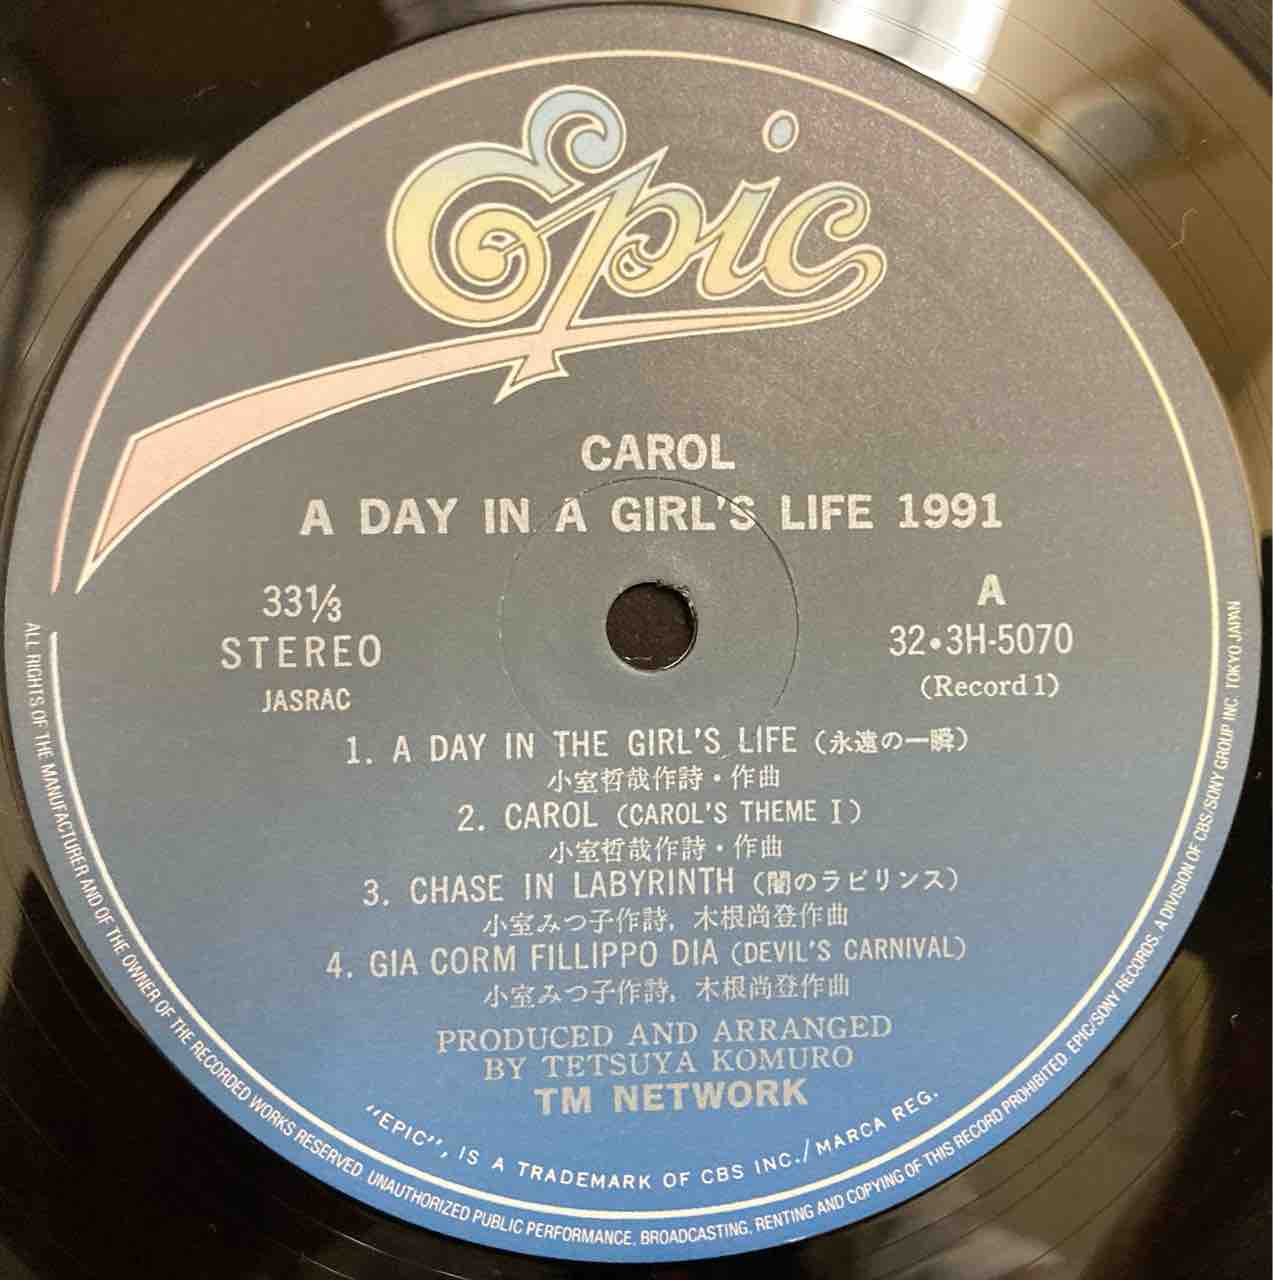 Epic
CAROL
A DAY IN A GIRL'S LIFE 1991
33⅓
STEREO
JASRAC
A
32・3H-5070
(Record 1)
1. A DAY IN THE GIRL'S LIFE (永遠の一瞬)
小室哲哉作詩・作曲
2. CAROL (CAROL'S THEME I)
小室哲哉作詩・作曲
3. CHASE IN LABYRINTH (闇のラビリンス)
小室みつ子作詩, 木根尚登作曲
4. GIA CORM FILLIPPO DIA (DEVIL'S CARNIVAL)
小室みつ子作詩, 木根尚登作曲
PRODUCED AND ARRANGED
BY TETSUYA KOMURO
TM NETWORK
"EPIC", IS A TRADEMARK OF CBS INC./MARCA REG.
ALL RIGHTS OF THE MANUFACTURER AND OF THE OWNER OF THE RECORDED WORKS RESERVED. UNAUTHORIZED PUBLIC PERFORMANCE, BROADCASTING, RENTING AND COPYING OF THIS RECORD PROHIBITED. EPIC/SONY RECORDS. A DIVISION OF CBS/SONY GROUP INC. TOKYO JAPAN